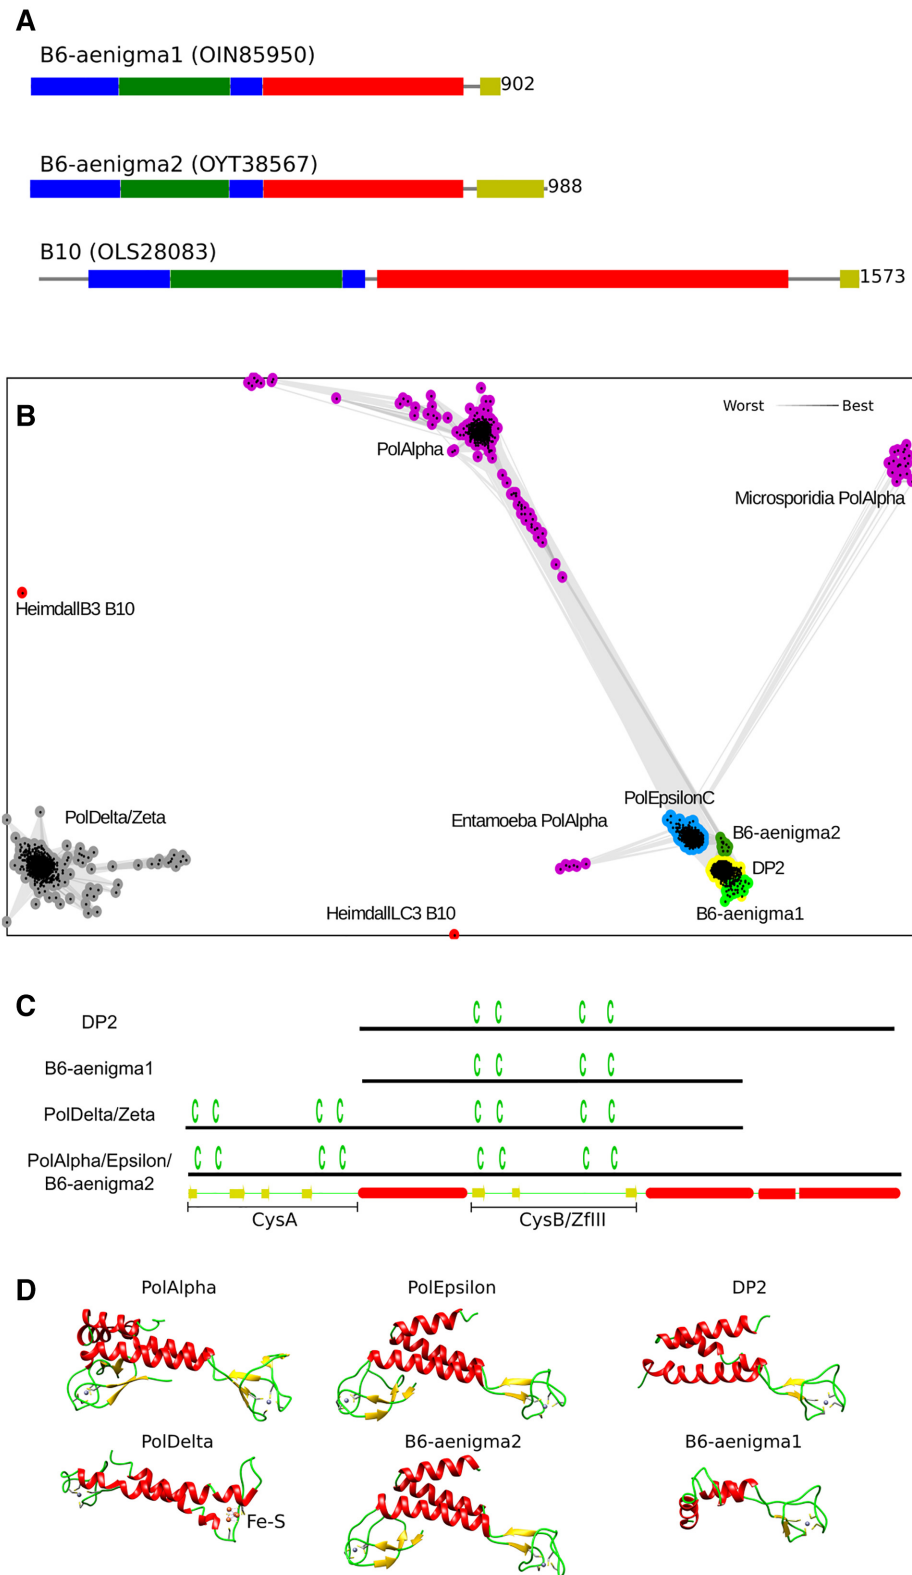 A
B6-aenigma1 (OIN85950)
902
B6-aenigma2 (OYT38567)
988
B10 (OLS28083)
1573
B
Worst Best
PolAlpha
Microsporidia PolAlpha
HeimdallB3 B10
PolEpsilonC
PolDelta/Zeta
Entamoeba PolAlpha
B6-aenigma2
DP2
HeimdallLC3 B10
B6-aenigma1
C
DP2
C C C C
B6-aenigma1
C C C C
PolDelta/Zeta
C C C C C C C C
PolAlpha/Epsilon/
B6-aenigma2
C C C C C C C C
CysA
CysB/ZfIII
D
PolAlpha
PolEpsilon
DP2
PolDelta
B6-aenigma2
B6-aenigma1
Fe-S